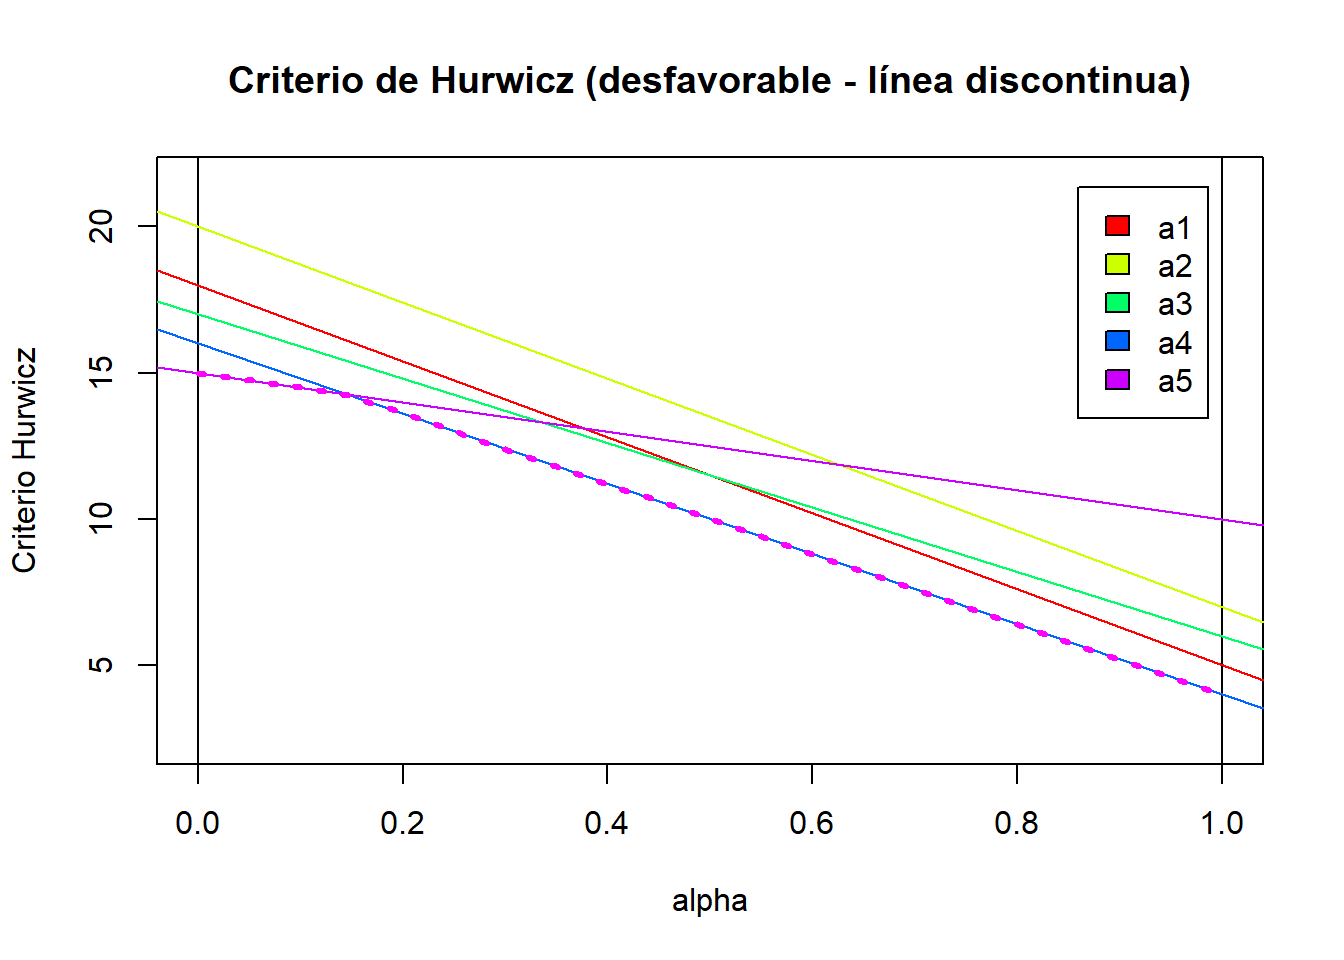 Criterio de Hurwicz (desfavorable - línea discontinua)
Criterio Hurwicz
20
15
10
5
a1
a2
a3
a4
a5
0.0
0.2
0.4
0.6
0.8
1.0
alpha